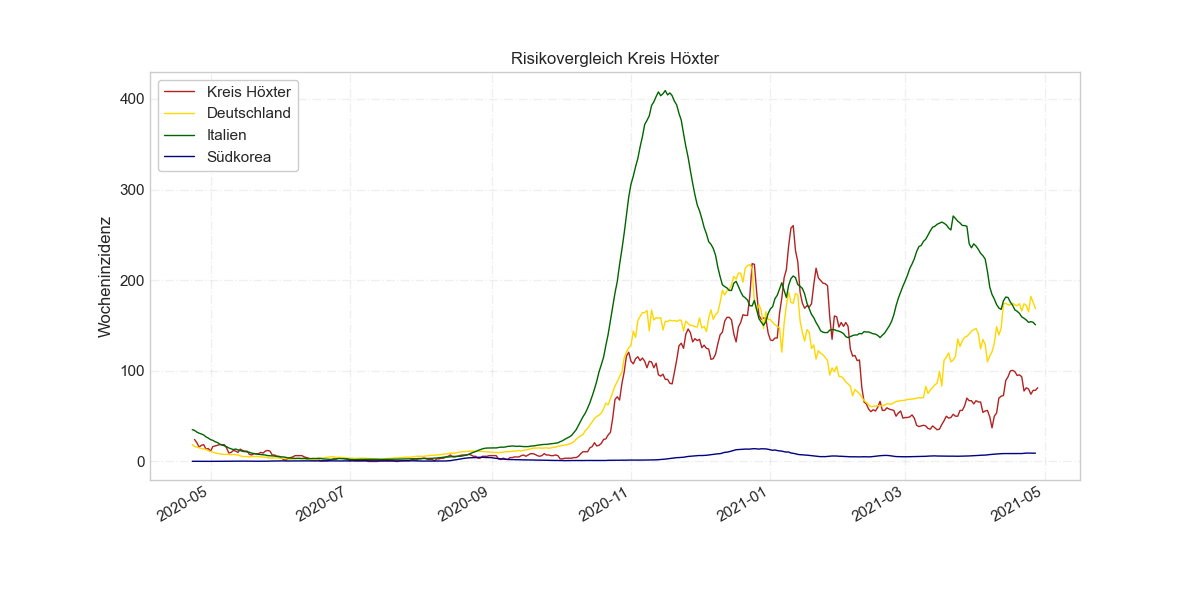 Risikovergleich Kreis Höxter
Kreis Höxter
Deutschland
Italien
Südkorea
Wocheninzidenz
400
300
200
100
0
2020-05
2020-07
2020-09
2020-11
2021-01
2021-03
2021-05